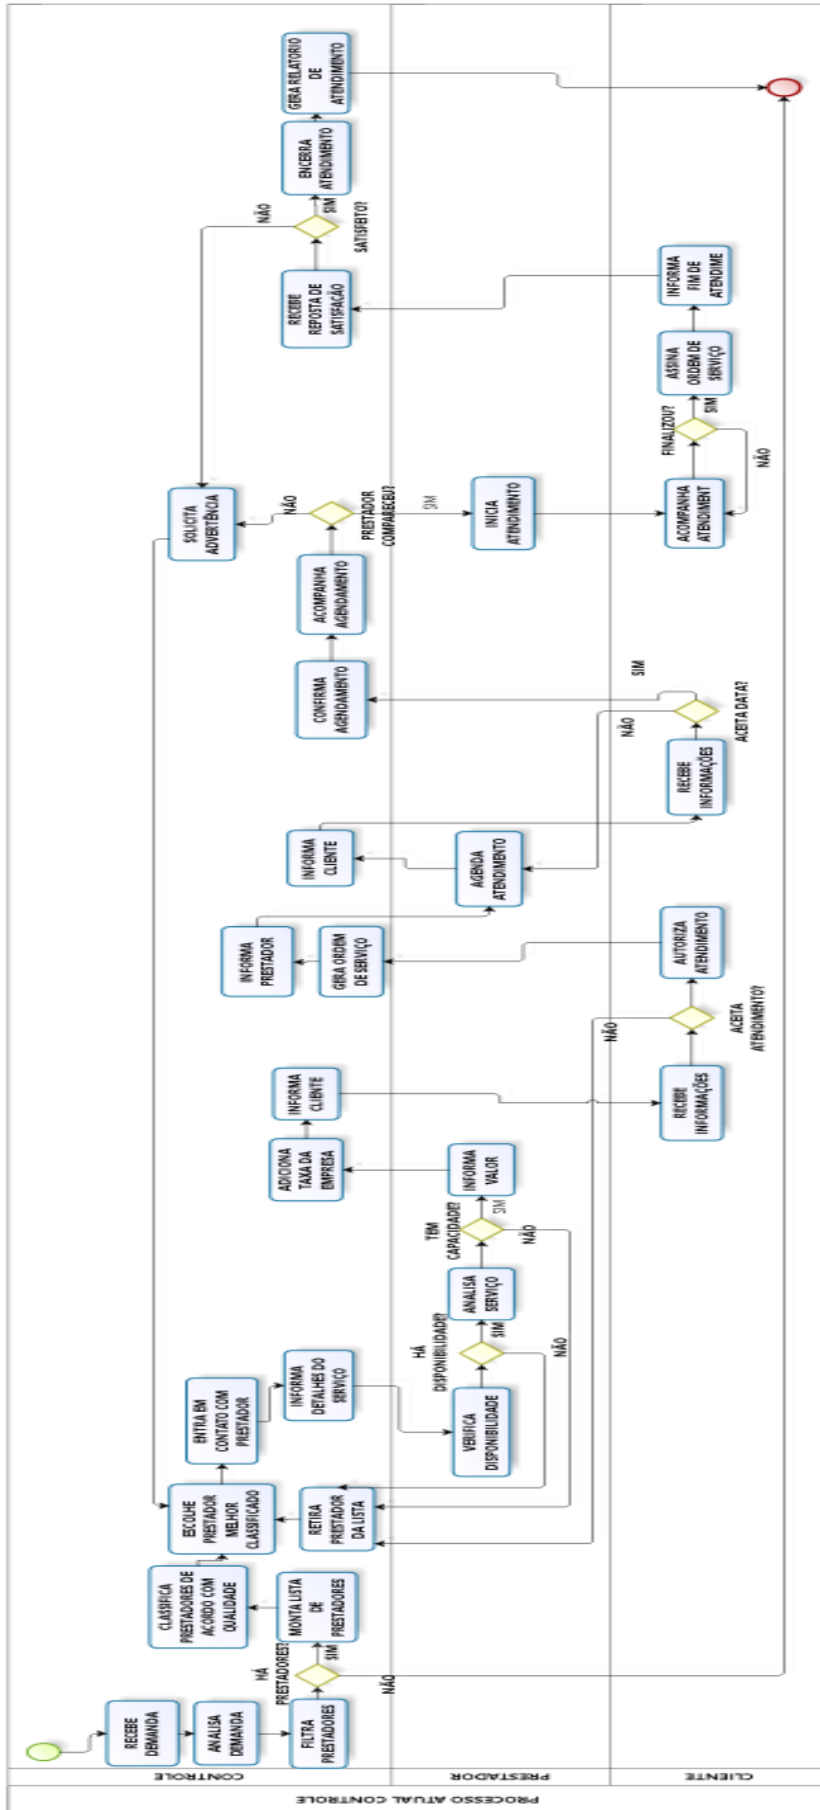 PROCESSO ATUAL CONTROLE
CONTROLE
PRESTADOR
CLIENTE
RECEBE
DEMANDA
ANALISA
DEMANDA
FILTRA
PRESTADORES
HÁ
PRESTADORES?
SIM
NÃO
MONTA LISTA
DE
PRESTADORES
CLASSIFICA
PRESTADORES DE
ACORDO COM
QUALIDADE
ESCOLHE
PRESTADOR
MELHOR
CLASSIFICADO
RETIRA
PRESTADOR
DA LISTA
ENTRA EM
CONTATO COM
PRESTADOR
INFORMA
DETALHES DO
SERVIÇO
VERIFICA
DISPONIBILIDADE
HÁ
DISPONIBILIDADE?
SIM
NÃO
ANALISA
SERVIÇO
TEM
CAPACIDADE?
SIM
NÃO
INFORMA
VALOR
ADICIONA
TAXA DA
EMPRESA
INFORMA
CLIENTE
RECEBE
INFORMAÇÕES
ACEITA
ATENDIMENTO?
NÃO
AUTORIZA
ATENDIMENTO
GERA ORDEM
DE SERVIÇO
INFORMA
PRESTADOR
AGENDA
ATENDIMENTO
INFORMA
CLIENTE
RECEBE
INFORMAÇÕES
ACEITA DATA?
NÃO
SIM
CONFIRMA
AGENDAMENTO
ACOMPANHA
AGENDAMENTO
PRESTADOR
COMPARECEU?
NÃO
SIM
SOLICITA
ADVERTÊNCIA
INICIA
ATENDIMENTO
ACOMPANHA
ATENDIMENT
FINALIZOU?
SIM
NÃO
ASSINA
ORDEM DE
SERVIÇO
INFORMA
FIM DE
ATENDIME
RECEBE
REPOSTA DE
SATISFAÇÃO
SATISFEITO?
NÃO
SIM
ENCERRA
ATENDIMENTO
GERA RELATORIO
DE
ATENDIMENTO